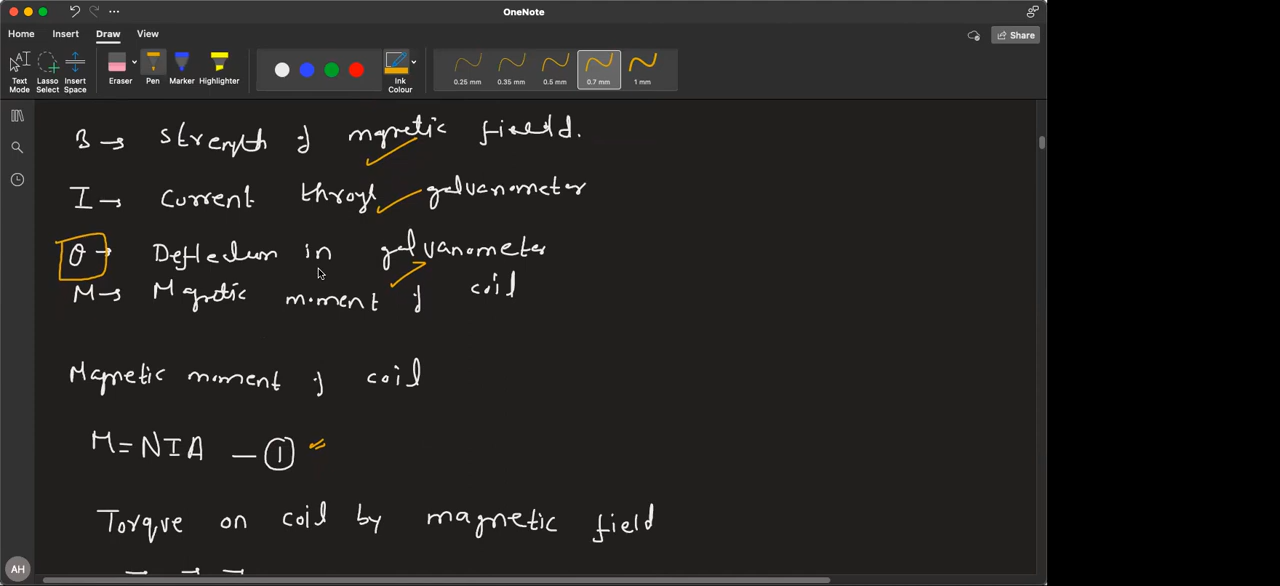 OneNote
Home Insert Draw View
Share
Text Mode
Lasso Select
Insert Space
Eraser
Pen
Marker
Highlighter
Ink Colour
0.25 mm
0.35 mm
0.5 mm
0.7 mm
1 mm
B → Strength of magnetic field.
I → Current through galvanometer
θ → Deflection in galvanometer
M → Magnetic moment of coil
Magnetic moment of coil
M = NIA — ①
Torque on coil by magnetic field
AH